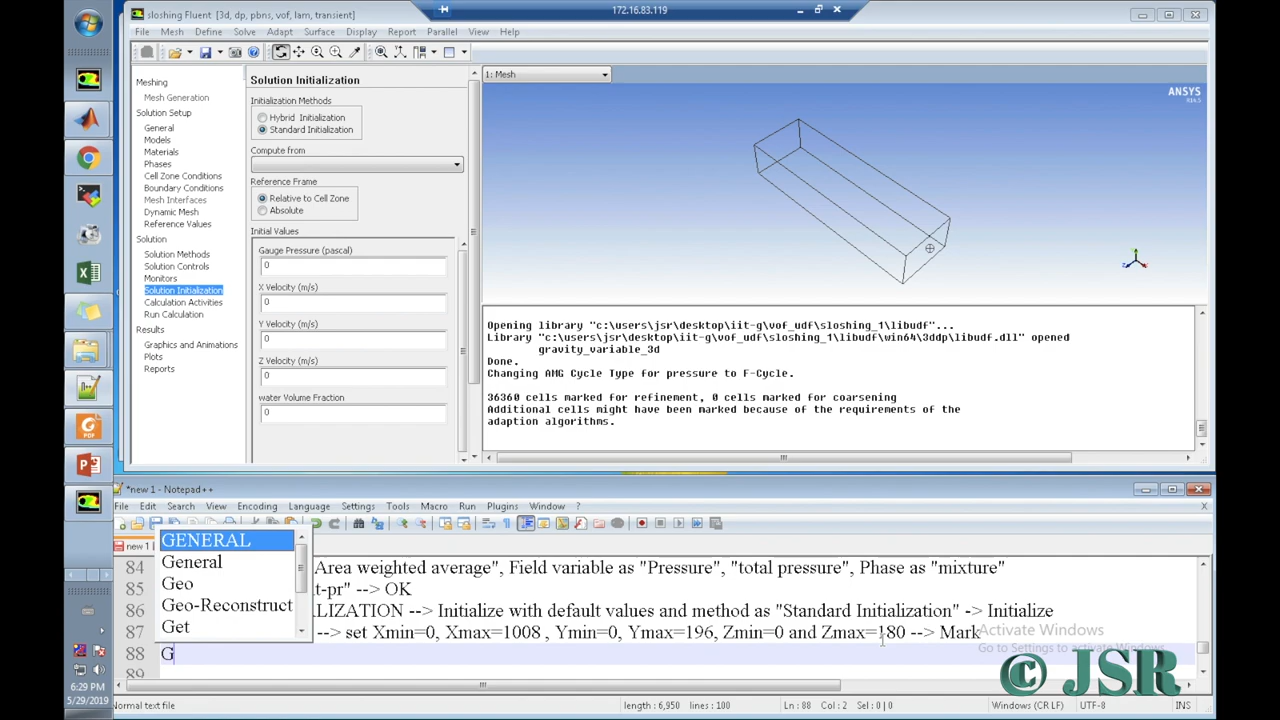 172.16.83.119
sloshing Fluent [3d, dp, pbns, vof, lam, transient]
File Mesh Define Solve Adapt Surface Display Report Parallel View Help
Meshing
Mesh Generation
Solution Setup
General
Models
Materials
Phases
Cell Zone Conditions
Boundary Conditions
Mesh Interfaces
Dynamic Mesh
Reference Values
Solution
Solution Methods
Solution Controls
Monitors
Solution Initialization
Calculation Activities
Run Calculation
Results
Graphics and Animations
Plots
Reports
Solution Initialization
Initialization Methods
Hybrid Initialization
Standard Initialization
Compute from
Reference Frame
Relative to Cell Zone
Absolute
Initial Values
Gauge Pressure (pascal)
0
X Velocity (m/s)
0
Y Velocity (m/s)
0
Z Velocity (m/s)
0
water Volume Fraction
0
1: Mesh
ANSYS
Opening library "c:\users\jsr\desktop\iit-g\vof_udf\sloshing_1\libudf"...
Library "c:\users\jsr\desktop\iit-g\vof_udf\sloshing_1\libudf\win64\3ddp\libudf.dll" opened
gravity_variable_3d
Done.
Changing AMG Cycle Type for pressure to F-Cycle.
36360 cells marked for refinement, 0 cells marked for coarsening
Additional cells might have been marked because of the requirements of the
adaption algorithms.
*new 1 - Notepad++
File Edit Search View Encoding Language Settings Tools Macro Run Plugins Window ?
X
new 1
GENERAL
General
Geo
Geo-Reconstruct
Get
84 Area weighted average", Field variable as "Pressure", "total pressure", Phase as "mixture"
85 t-pr" --> OK
86 ALIZATION --> Initialize with default values and method as "Standard Initialization" -> Initialize
87 --> set Xmin=0, Xmax=1008 , Ymin=0, Ymax=196, Zmin=0 and Zmax=180 --> Mark
88 G
89
Activate Windows
Go to Settings to activate Windows.
© JSR
Normal text file length : 6,950 lines : 100 Ln : 88 Col : 2 Sel : 0 | 0 Windows (CR LF) UTF-8 INS
6:29 PM
5/29/2019
PDF